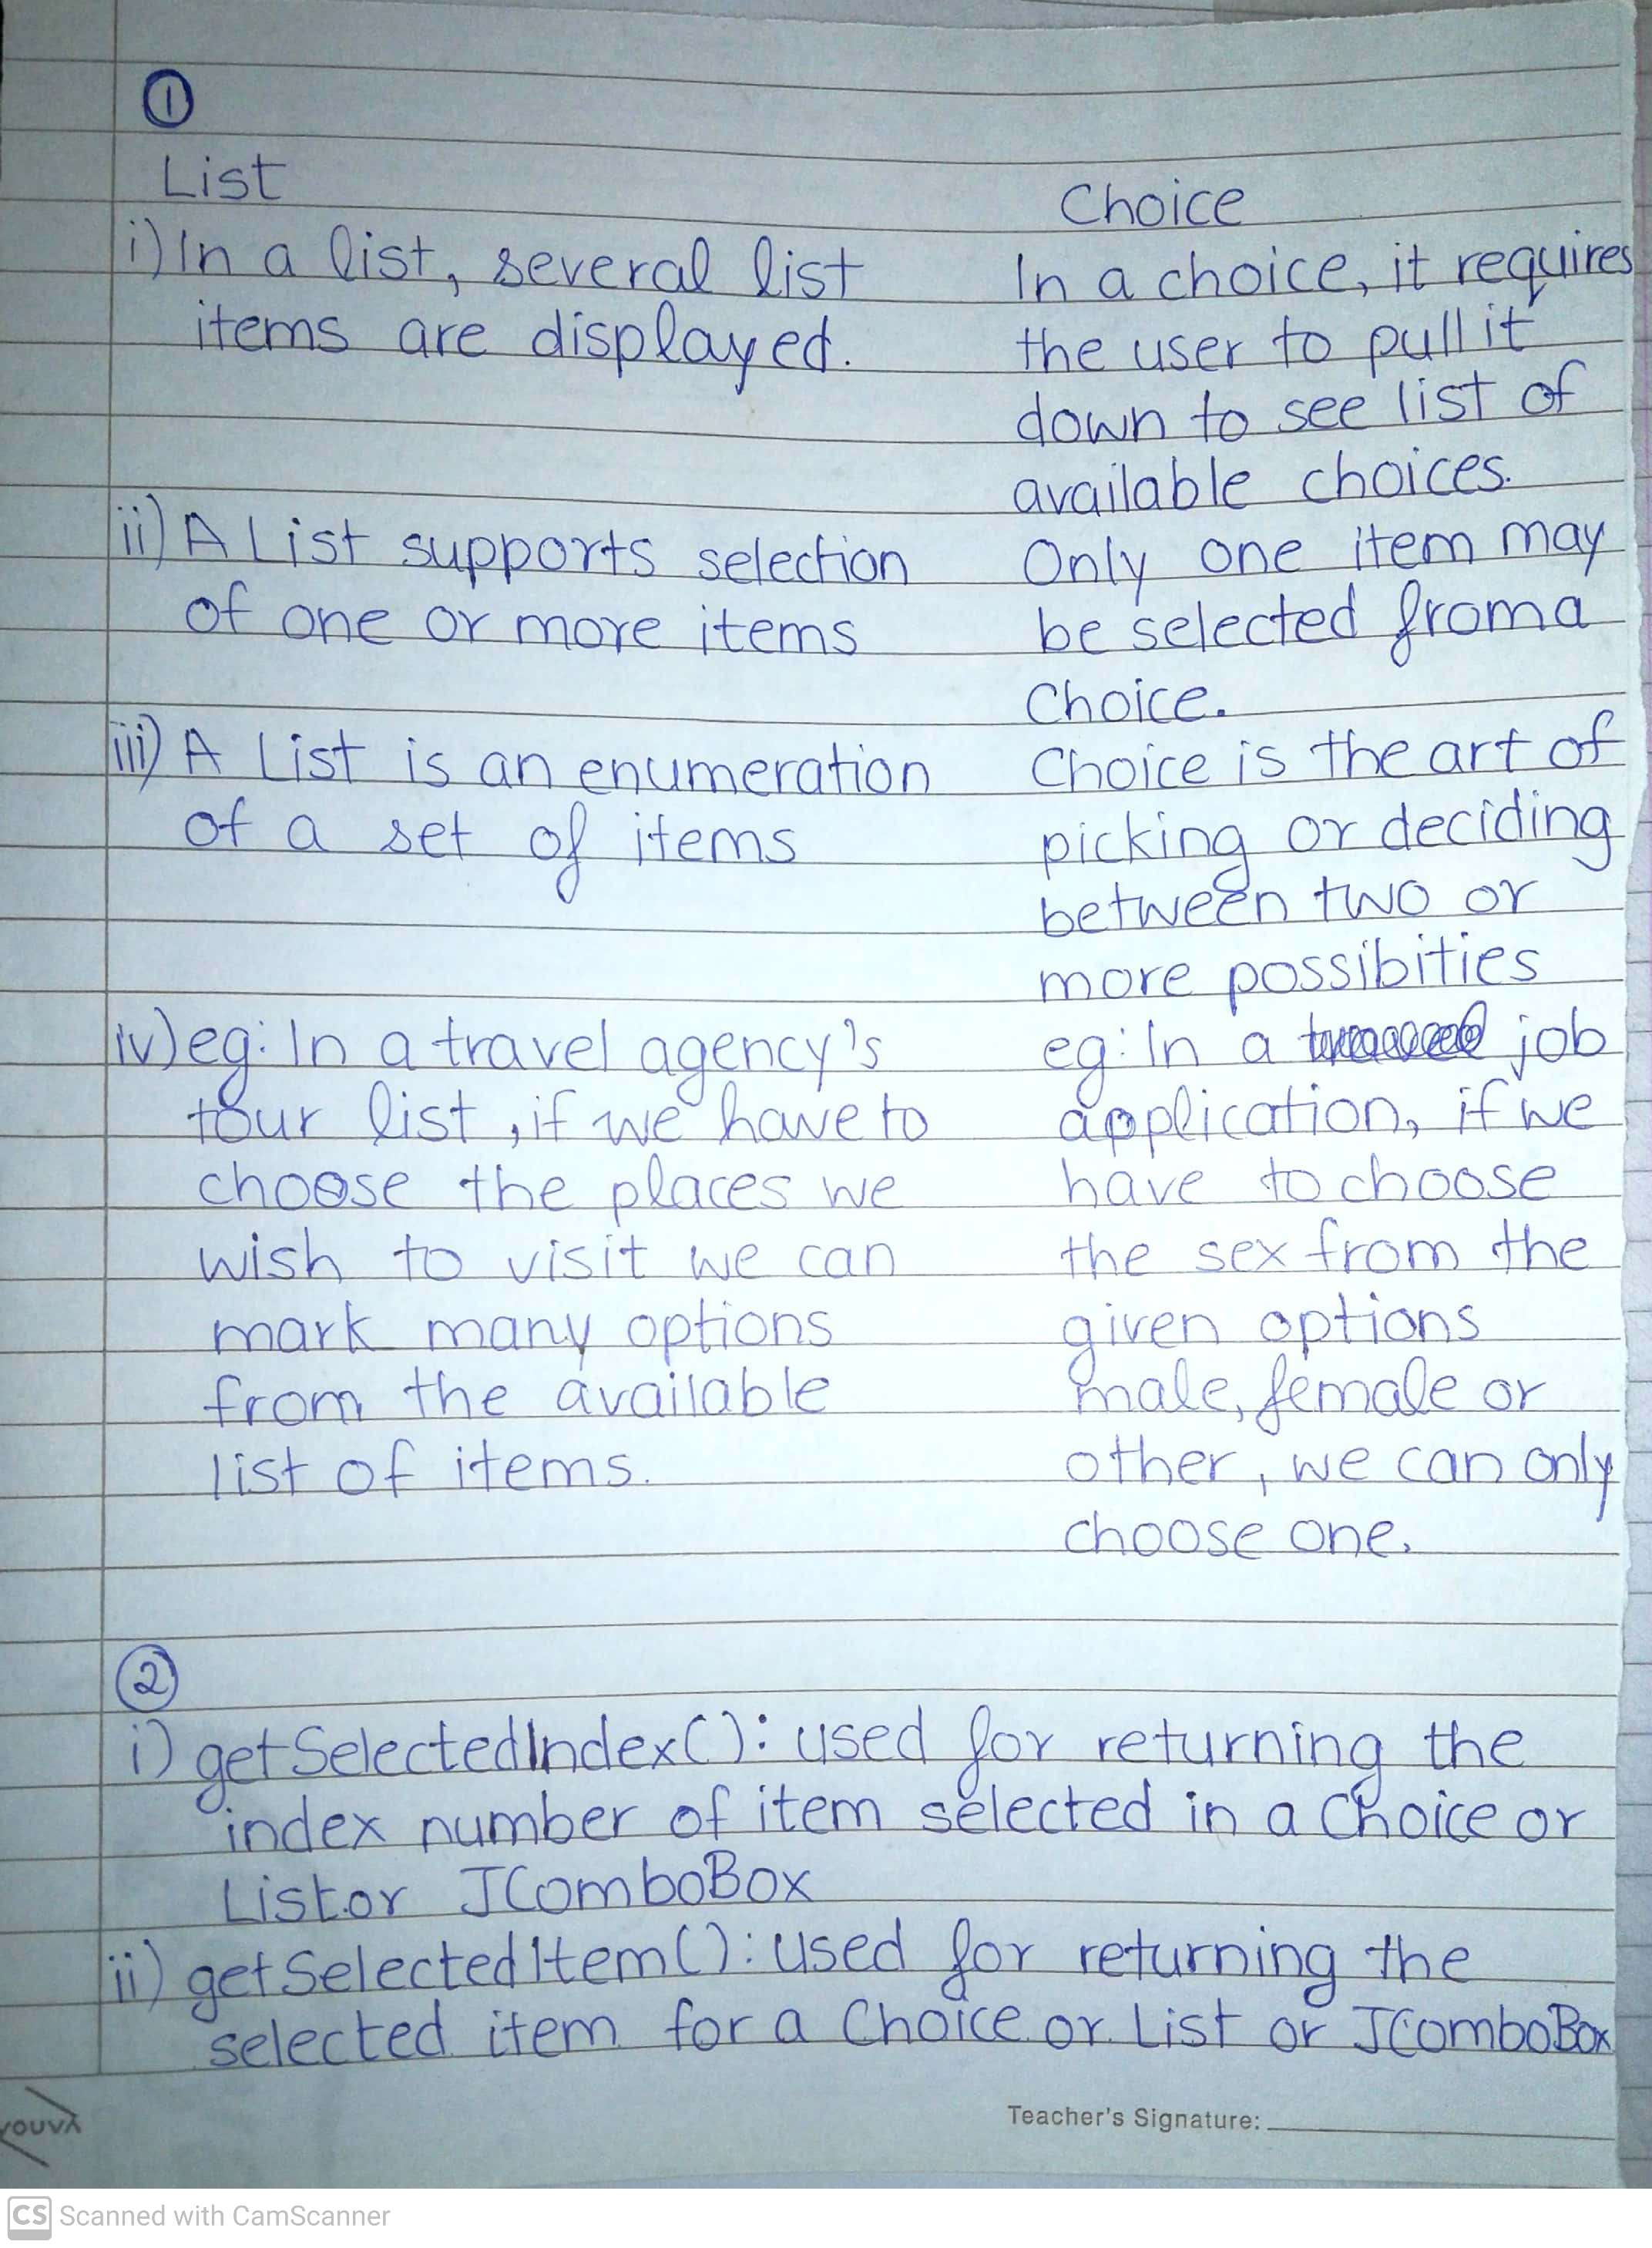 1
List
Choice
i) In a list, several list
items are displayed.
In a choice, it requires
the user to pull it
down to see list of
available choices.
ii) A List supports selection
of one or more items
Only one item may
be selected from a
Choice.
iii) A List is an enumeration
of a set of items
Choice is the art of
picking or deciding
between two or
more possibities
iv) eg: In a travel agency's
tour list, if we have to
choose the places we
wish to visit we can
mark many options
from the available
list of items.
eg: In a job
application, if we
have to choose
the sex from the
given options
male, female or
other, we can only
choose one.
2
i) getSelectedIndex(): used for returning the
index number of item selected in a Choice or
List or JComboBox
ii) getSelectedItem(): used for returning the
selected item for a Choice or List or JComboBox
Teacher's Signature:
youva
CS Scanned with CamScanner